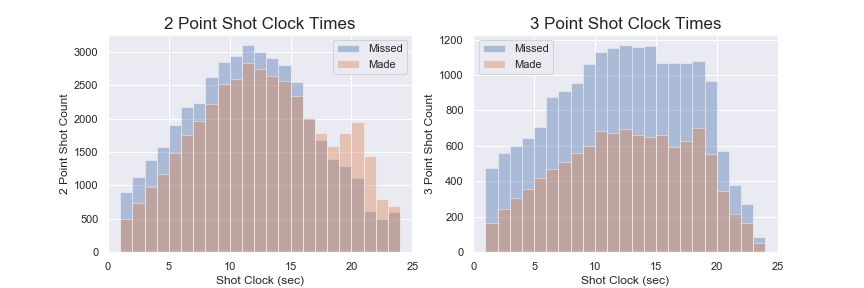 2 Point Shot Clock Times
2 Point Shot Count
3000
2500
2000
1500
1000
500
0
Missed
Made
0 5 10 15 20 25
Shot Clock (sec)
3 Point Shot Clock Times
3 Point Shot Count
1200
1000
800
600
400
200
0
Missed
Made
0 5 10 15 20 25
Shot Clock (sec)